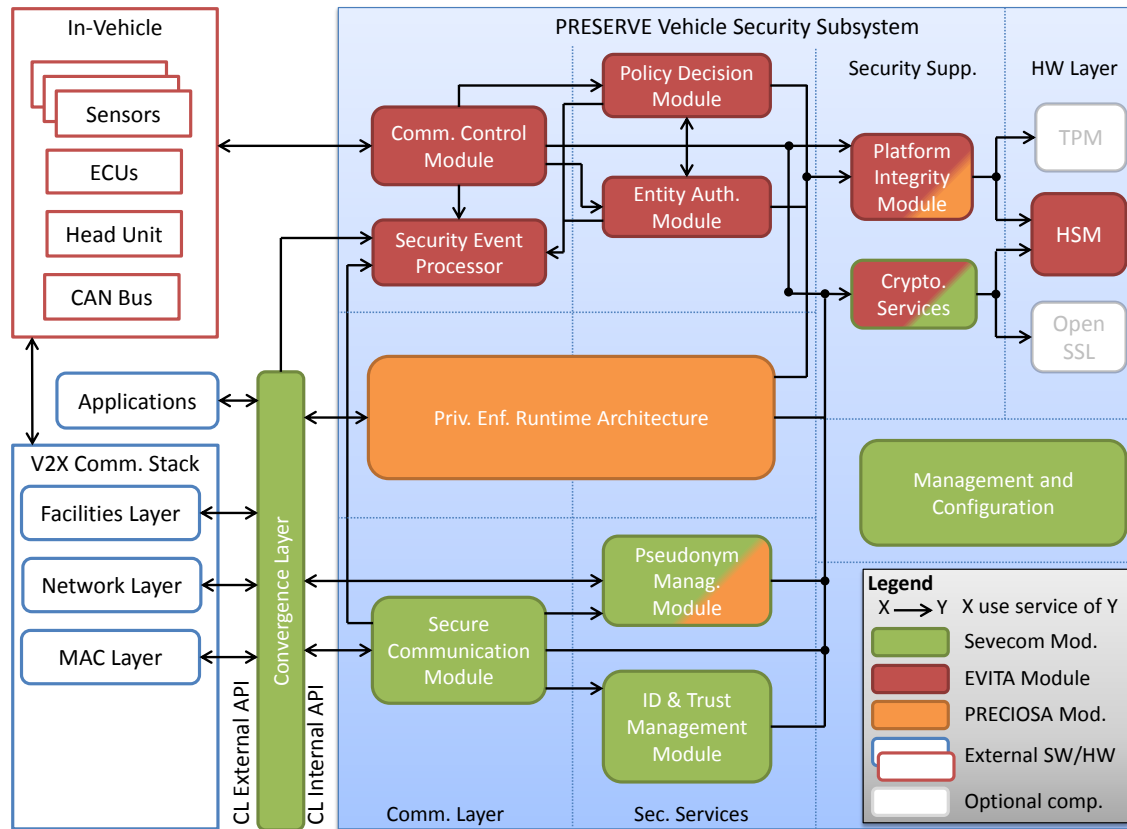 In-Vehicle
Sensors
ECUs
Head Unit
CAN Bus
Applications
V2X Comm. Stack
Facilities Layer
Network Layer
MAC Layer
CL External API
Convergence Layer
CL Internal API
PRESERVE Vehicle Security Subsystem
Comm. Control
Module
Security Event
Processor
Policy Decision
Module
Entity Auth.
Module
Security Supp.
Platform
Integrity
Module
Crypto.
Services
HW Layer
TPM
HSM
Open
SSL
Priv. Enf. Runtime Architecture
Management and
Configuration
Pseudonym
Manag.
Module
Secure
Communication
Module
ID & Trust
Management
Module
Comm. Layer
Sec. Services
Legend
X Y X use service of Y
Sevecom Mod.
EVITA Module
PRECIOSA Mod.
External SW/HW
Optional comp.